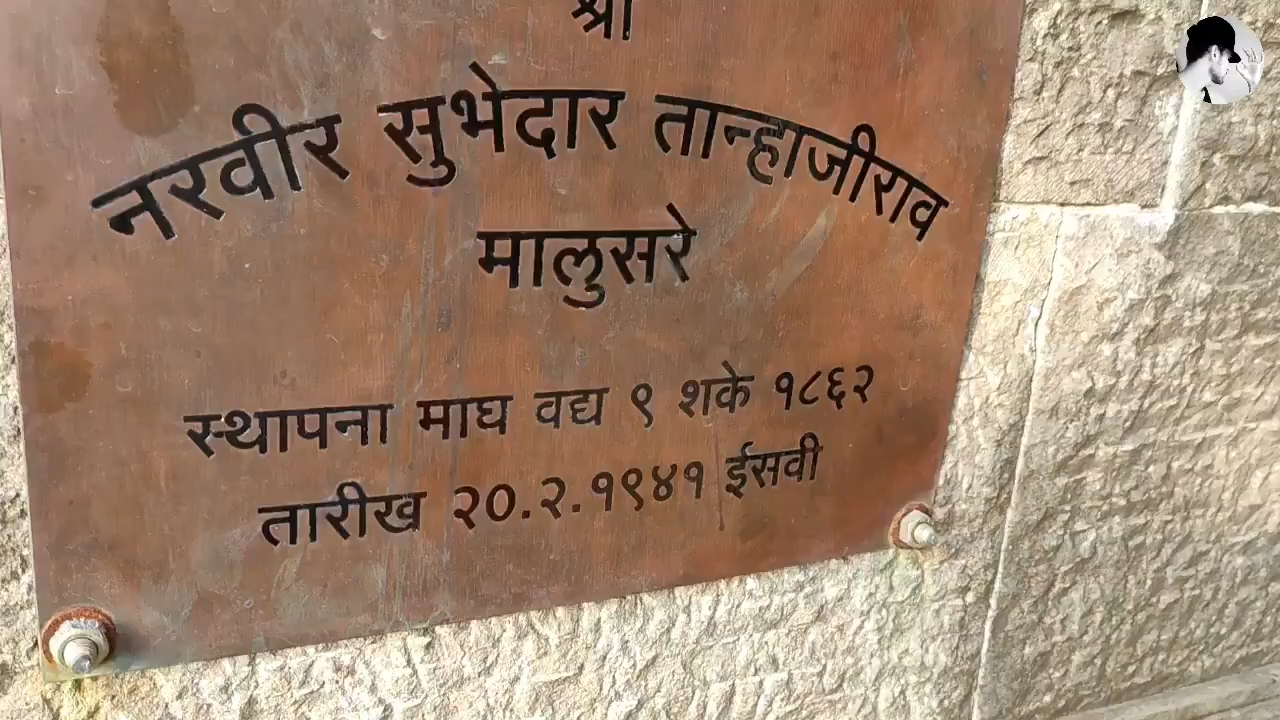 श्री
नरवीर सुभेदार तान्हाजीराव
मालुसरे
स्थापना माघ वद्य ९ शके १८६२
तारीख २०.२.१९४१ ईसवी